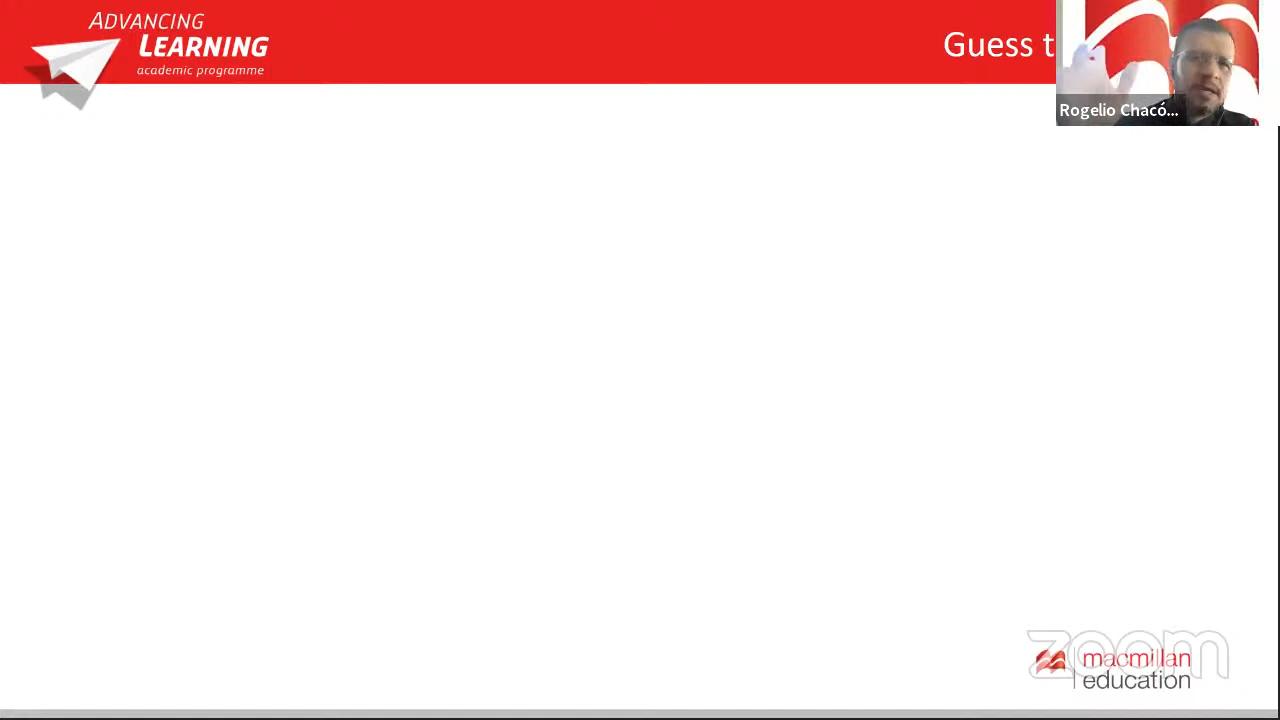 ADVANCING
LEARNING
academic programme
Guess t
Rogelio Chacó...
zoom
macmillan
education